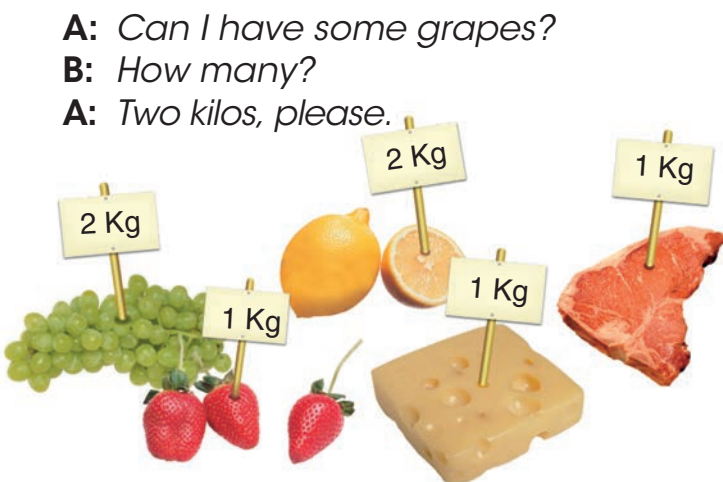 A: Can I have some grapes?
B: How many?
A: Two kilos, please.
2 Kg
1 Kg
2 Kg
1 Kg
1 Kg